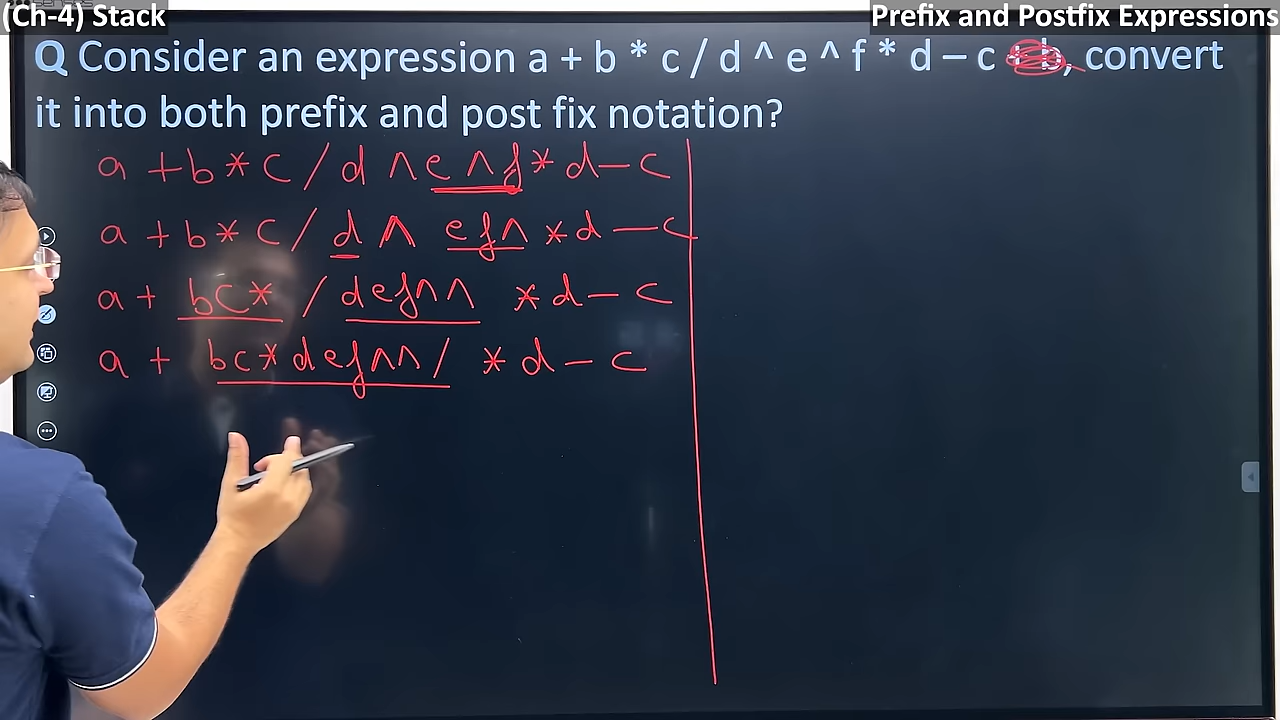 (Ch-4) Stack
Prefix and Postfix Expressions
Q Consider an expression a + b * c / d ^ e ^ f * d – c + b, convert
it into both prefix and post fix notation?
a + b * c / d ^ e ^ f * d – c
a + b * c / d ^ e f ^ * d – c
a + b c * / d e f ^ ^ * d – c
a + b c * d e f ^ ^ / * d – c